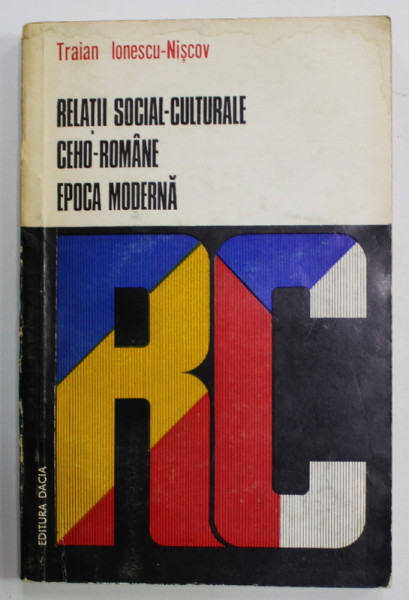 Traian Ionescu-Nişcov
RELAŢII SOCIAL-CULTURALE
CEHO-ROMÂNE
EPOCA MODERNĂ
RC
EDITURA DACIA